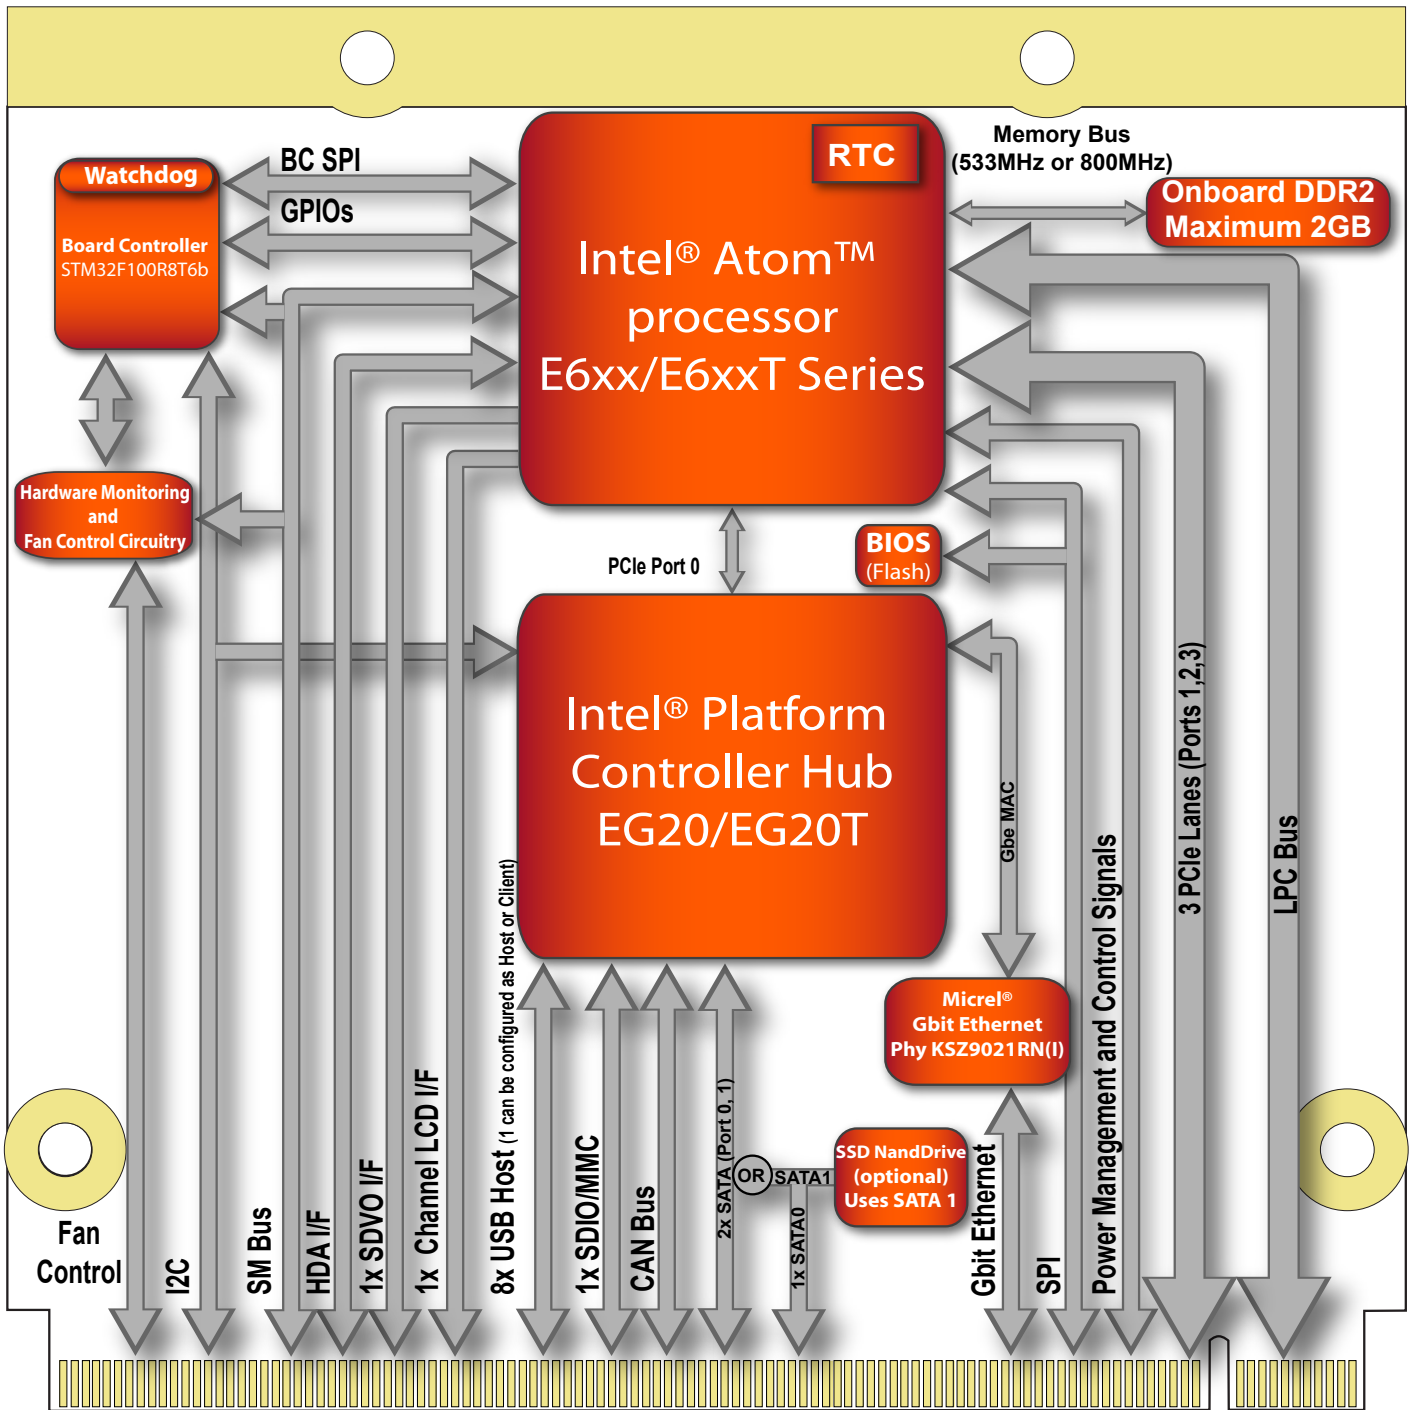 Memory Bus
(533MHz or 800MHz)
RTC
BC SPI
Watchdog
GPIOs
Onboard DDR2
Maximum 2GB
Board Controller
STM32F100R8T6b
Intel® Atom™
processor
E6xx/E6xxT Series
Hardware Monitoring
and
Fan Control Circuitry
BIOS
(Flash)
PCIe Port 0
Intel® Platform
Controller Hub
EG20/EG20T
Gbe MAC
3 PCIe Lanes (Ports 1,2,3)
LPC Bus
Micrel®
Gbit Ethernet
Phy KSZ9021RN(I)
SSD NandDrive
(optional)
Uses SATA 1
OR
SATA1
Fan
Control
I2C
SM Bus
HDA I/F
1x SDVO I/F
1x Channel LCD I/F
8x USB Host (1 can be configured as Host or Client)
1x SDIO/MMC
CAN Bus
2x SATA (Port 0, 1)
1x SATA0
Gbit Ethernet
SPI
Power Management and Control Signals